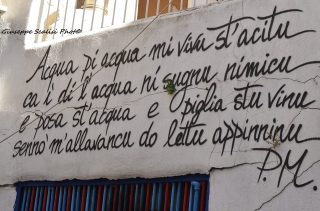 Giuseppe Scalisi Photo©
Acqua di acqua mi vivu st'acitu
ca i di l'acqua ni sugnu nimicu
e posa st'acqua e piglia stu vinu
sennò m'allavancu do lettu appinninu
P.M.